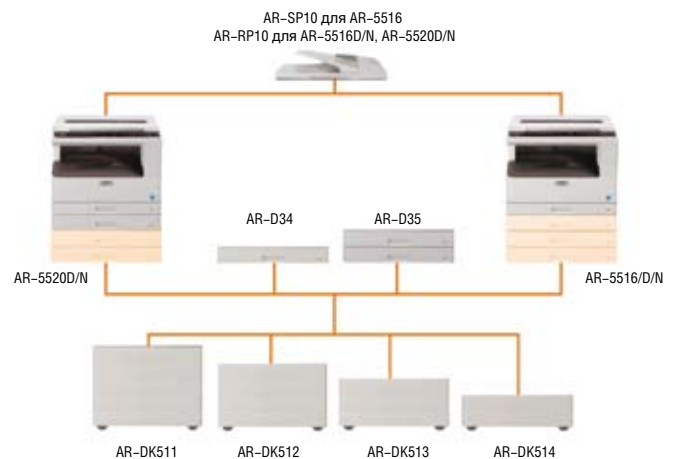 AR–SP10 для AR–5516
AR–RP10 для AR–5516D/N, AR–5520D/N
AR–D34
AR–D35
AR–5520D/N
AR–5516/D/N
AR–DK511
AR–DK512
AR–DK513
AR–DK514